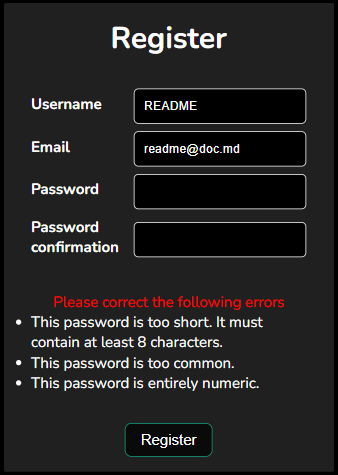 Register
Username README
Email readme@doc.md
Password
Password
confirmation
Please correct the following errors
This password is too short. It must
contain at least 8 characters.
This password is too common.
This password is entirely numeric.
Register